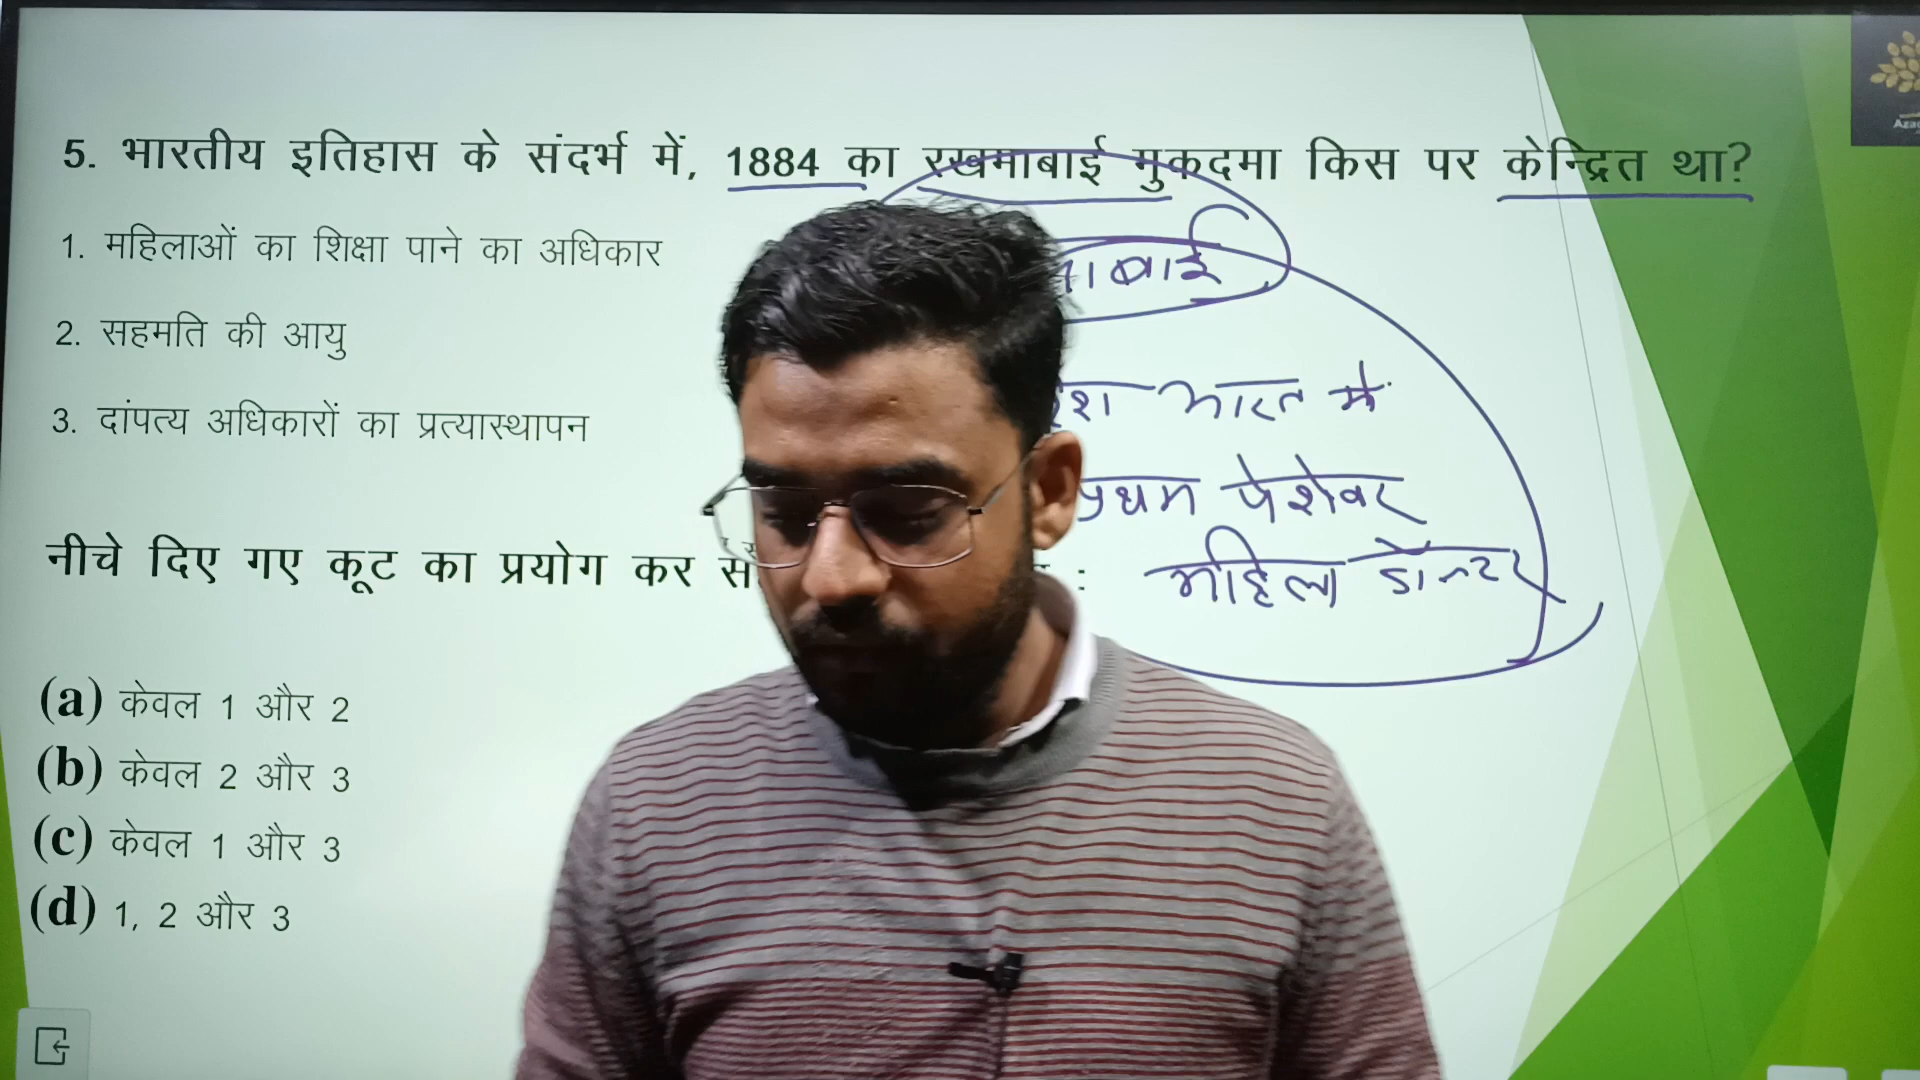 5. भारतीय इतिहास के संदर्भ में, 1884 का रखमाबाई मुकदमा किस पर केन्द्रित था?
1. महिलाओं का शिक्षा पाने का अधिकार
2. सहमति की आयु
3. दांपत्य अधिकारों का प्रत्यास्थापन
नीचे दिए गए कूट का प्रयोग कर :
(a) केवल 1 और 2
(b) केवल 2 और 3
(c) केवल 1 और 3
(d) 1, 2 और 3
बाई
भारत में
प्रथम पेशेवर
महिला डॉक्टर